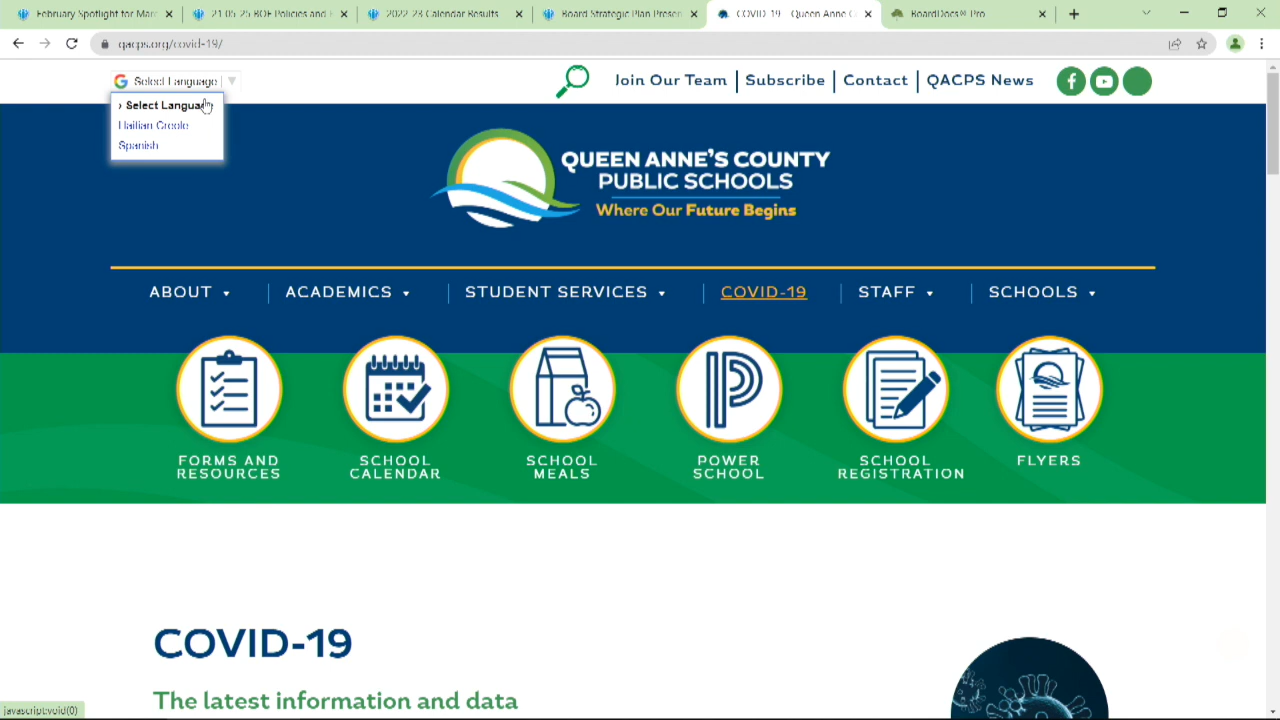 February Spotlight for Marc
21 05 25 BOE Policies and
2022-23 Calendar Results
Board Strategic Plan Presen
COVID-19 - Queen Anne C
BoardDocs® Pro
qacps.org/covid-19/
Select Language
Join Our Team
Subscribe
Contact
QACPS News
› Select Language
Haitian Creole
Spanish
QUEEN ANNE'S COUNTY
PUBLIC SCHOOLS
Where Our Future Begins
ABOUT
ACADEMICS
STUDENT SERVICES
COVID-19
STAFF
SCHOOLS
FORMS AND
RESOURCES
SCHOOL
CALENDAR
SCHOOL
MEALS
POWER
SCHOOL
SCHOOL
REGISTRATION
FLYERS
COVID-19
The latest information and data
javascript:void(0)